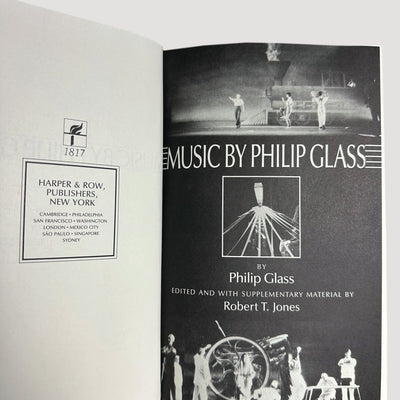 1817
HARPER & ROW,
PUBLISHERS,
NEW YORK
CAMBRIDGE • PHILADELPHIA
SAN FRANCISCO • WASHINGTON
LONDON • MEXICO CITY
SÃO PAULO • SINGAPORE
SYDNEY
MUSIC BY PHILIP GLASS
BY
Philip Glass
EDITED AND WITH SUPPLEMENTARY MATERIAL BY
Robert T. Jones